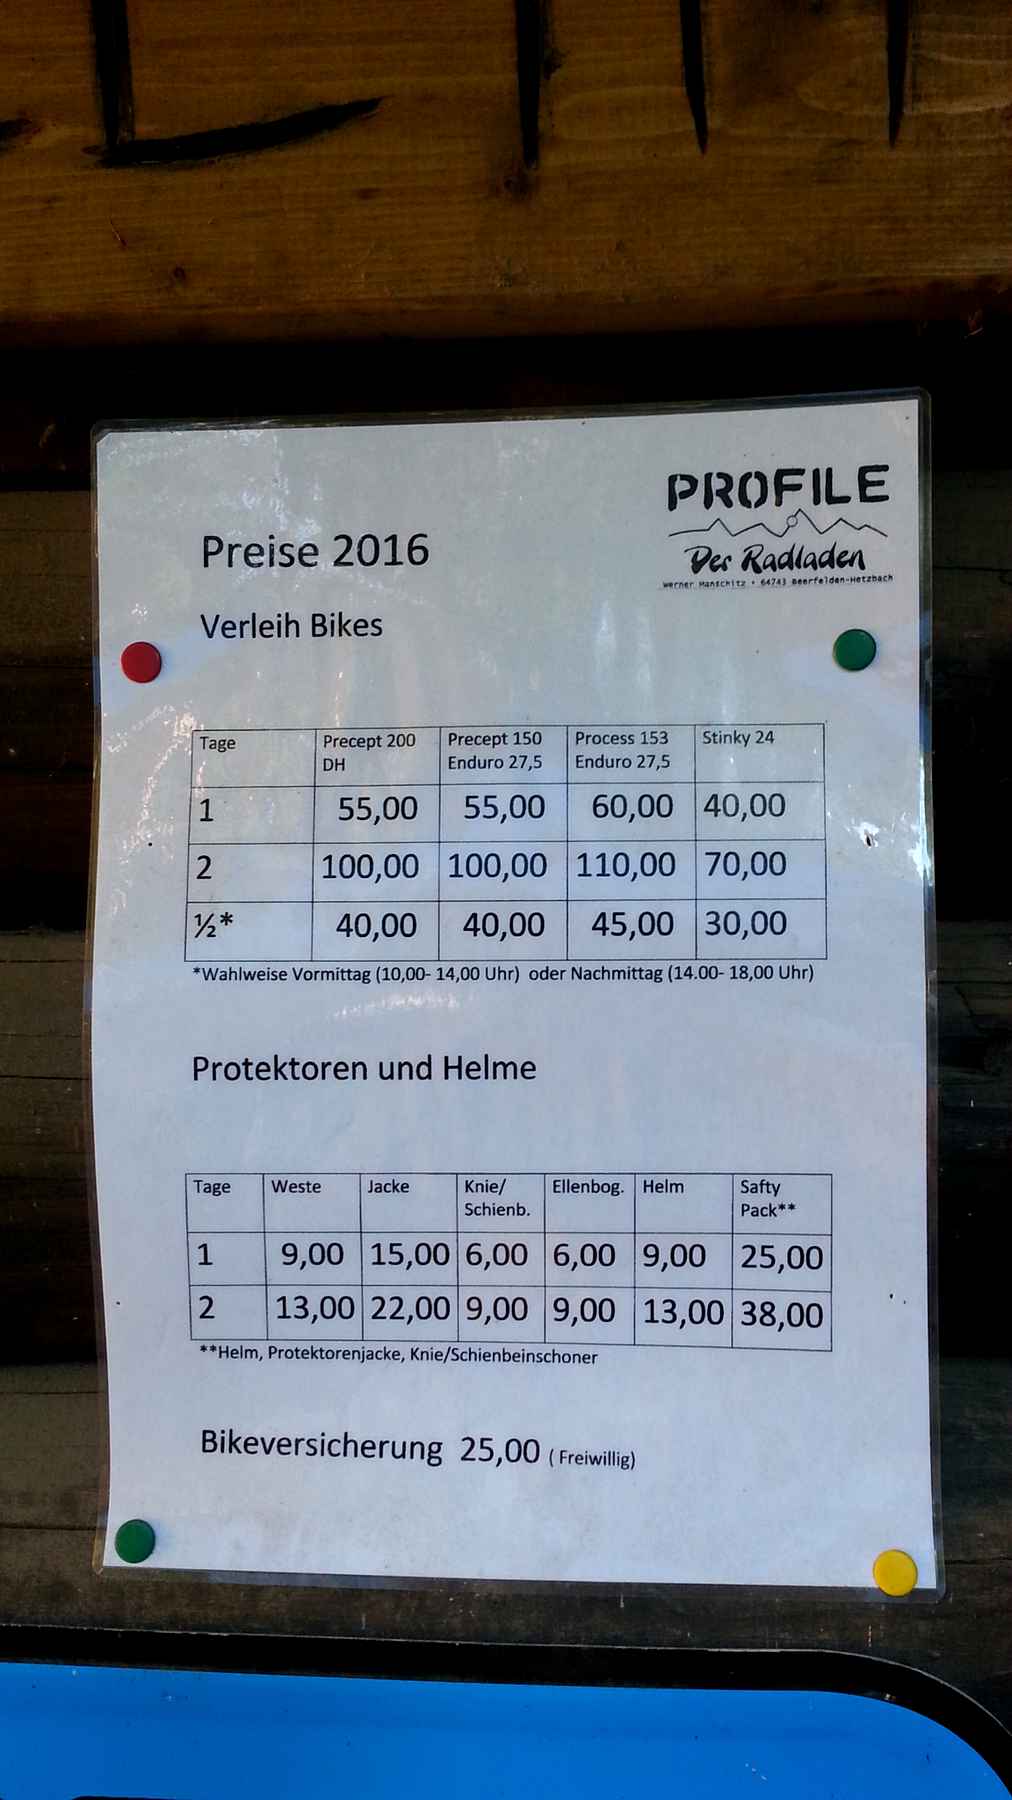 PROFILE
Der Radladen
Werner Manschitz • 64743 Beerfelden-Hetzbach
Preise 2016
Verleih Bikes
Tage Precept 200 DH Precept 150 Enduro 27,5 Process 153 Enduro 27,5 Stinky 24
1 55,00 55,00 60,00 40,00
2 100,00 100,00 110,00 70,00
½* 40,00 40,00 45,00 30,00
*Wahlweise Vormittag (10,00- 14,00 Uhr) oder Nachmittag (14.00- 18,00 Uhr)
Protektoren und Helme
Tage Weste Jacke Knie/ Schienb. Ellenbog. Helm Safty Pack**
1 9,00 15,00 6,00 6,00 9,00 25,00
2 13,00 22,00 9,00 9,00 13,00 38,00
**Helm, Protektorenjacke, Knie/Schienbeinschoner
Bikeversicherung 25,00 ( Freiwillig)